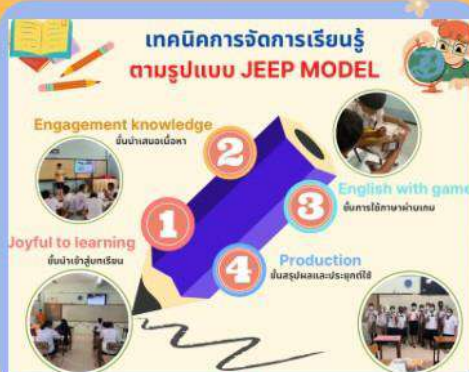 เทคนิคการจัดการเรียนรู้
ตามรูปแบบ JEEP MODEL
Engagement knowledge
ขั้นนำเสนอเนื้อหา
2
English with game
ขั้นการใช้ภาษาผ่านเกม
3
1
Joyful to learning
ขั้นนำเข้าสู่บทเรียน
4
Production
ขั้นสรุปผลและประยุกต์ใช้